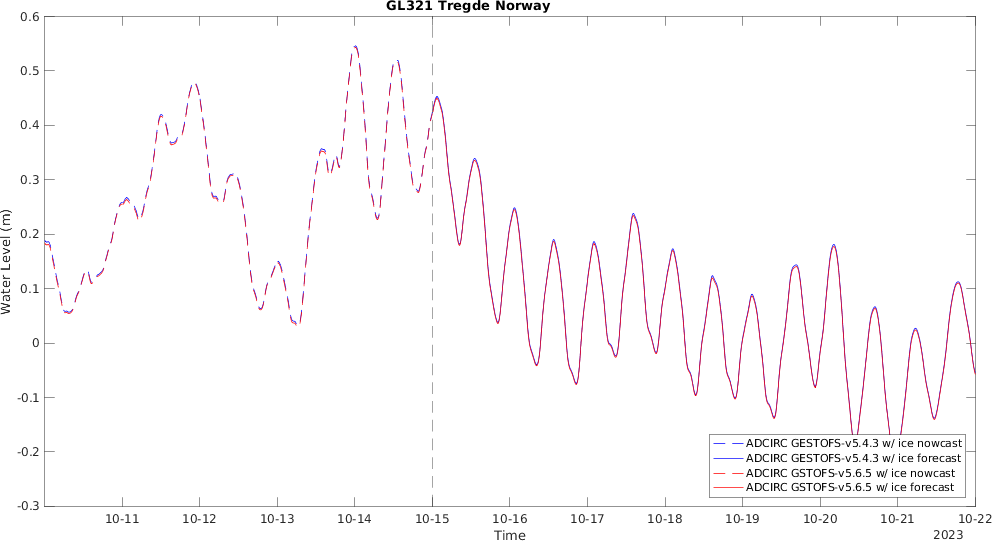 GL321 Tregde Norway
0.6
0.5
0.4
0.3
0.2
0.1
0
-0.1
-0.2
-0.3
Water Level (m)
ADCIRC GESTOFS-v5.4.3 w/ ice nowcast
ADCIRC GESTOFS-v5.4.3 w/ ice forecast
ADCIRC GSTOFS-v5.6.5 w/ ice nowcast
ADCIRC GSTOFS-v5.6.5 w/ ice forecast
10-11 10-12 10-13 10-14 10-15 10-16 10-17 10-18 10-19 10-20 10-21 10-22
Time
2023